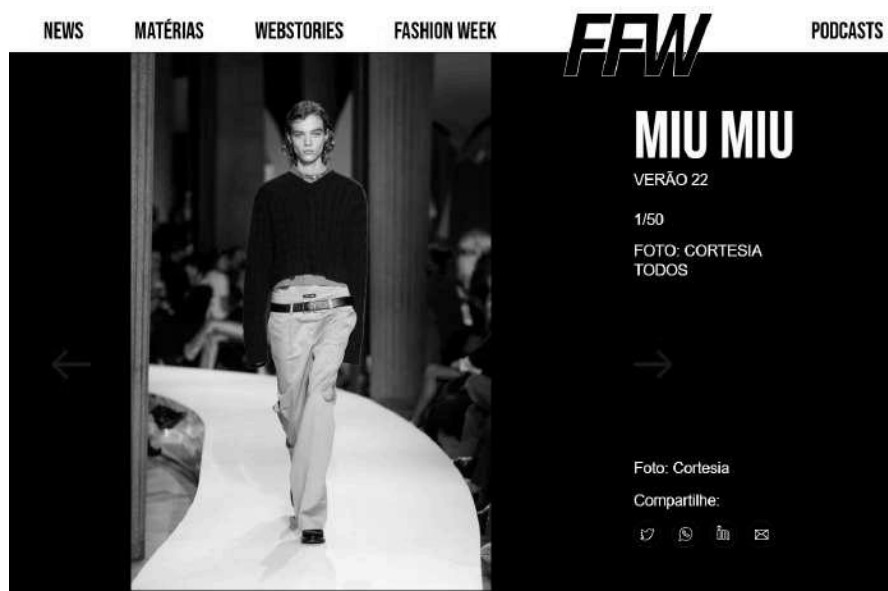 NEWS MATÉRIAS WEBSTORIES FASHION WEEK FFW PODCASTS
MIU MIU
VERÃO 22
1/50
FOTO: CORTESIA
TODOS
Foto: Cortesia
Compartilhe: